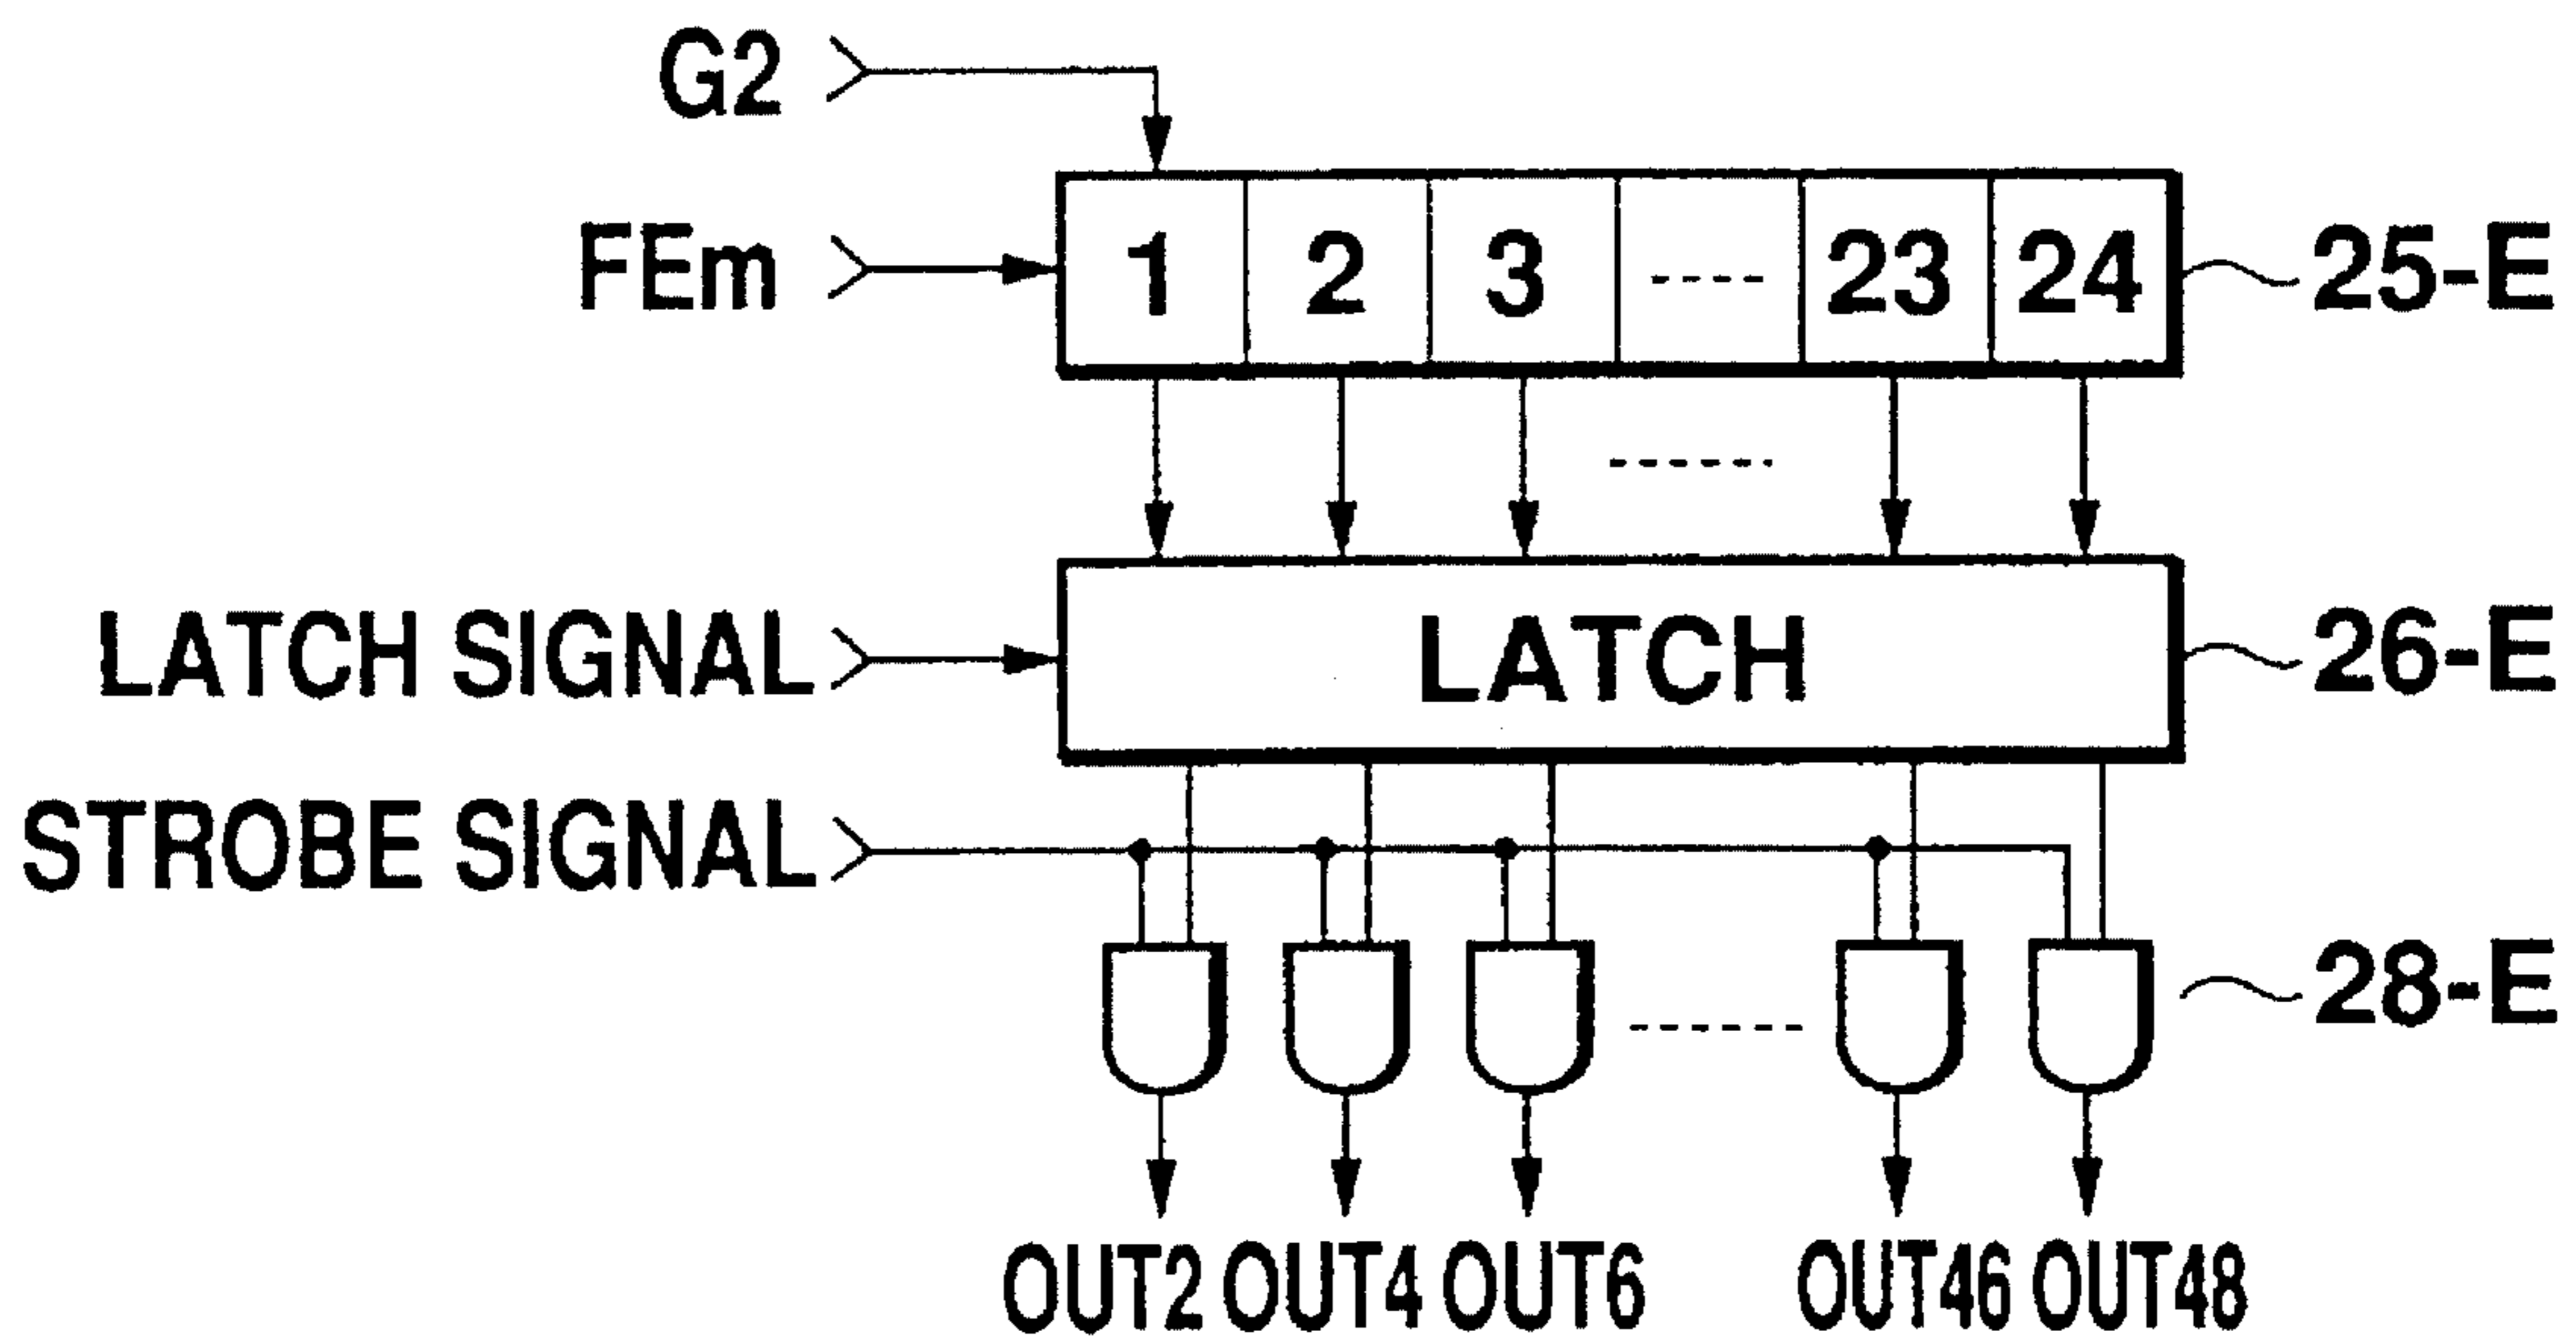 G2
FEm
1 2 3 23 24
25-E
LATCH SIGNAL
LATCH
26-E
STROBE SIGNAL
28-E
OUT2 OUT4 OUT6 OUT46 OUT48